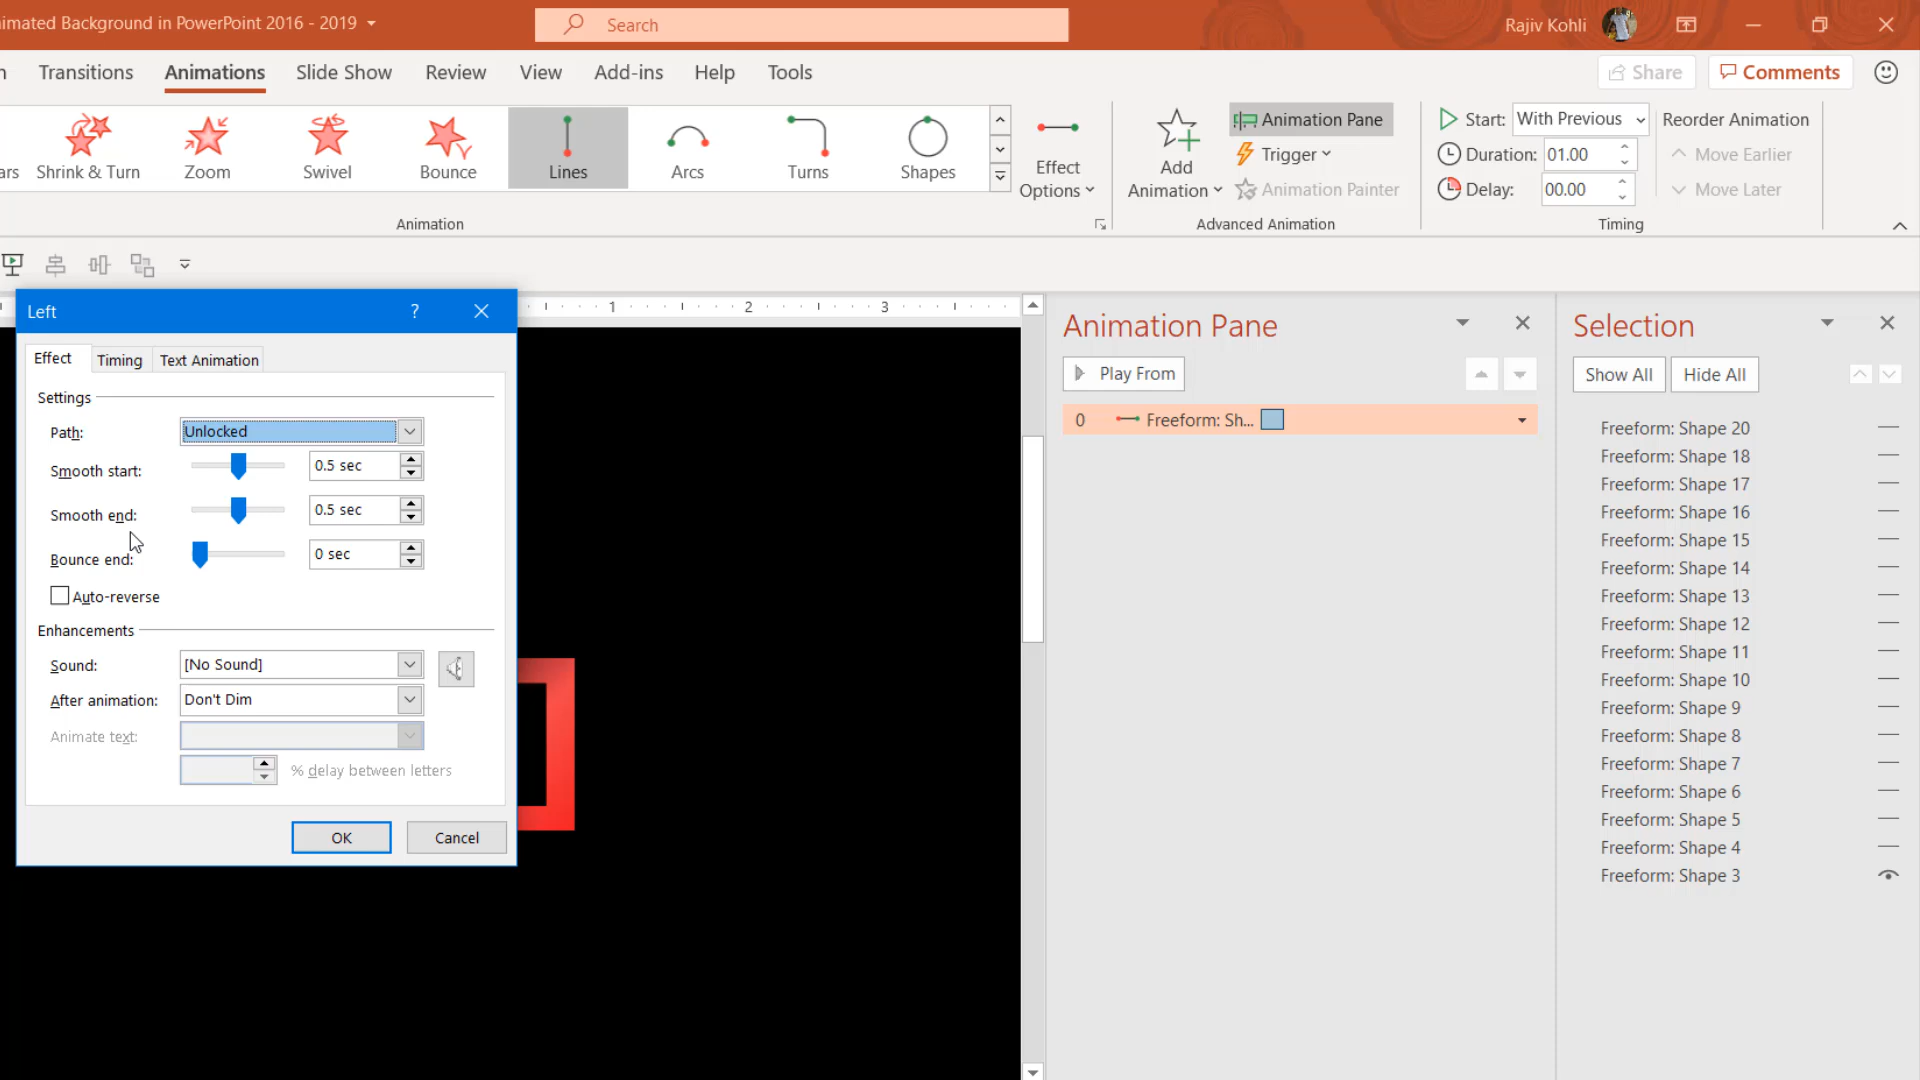 imated Background in PowerPoint 2016 - 2019
Search
Rajiv Kohli
Transitions
Animations
Slide Show
Review
View
Add-ins
Help
Tools
Share
Comments
ars
Shrink & Turn
Zoom
Swivel
Bounce
Lines
Arcs
Turns
Shapes
Effect
Options
Add
Animation
Animation Pane
Trigger
Animation Painter
Start: With Previous
Duration: 01.00
Delay: 00.00
Reorder Animation
Move Earlier
Move Later
Animation
Advanced Animation
Timing
1 2 3
Left
?
Effect
Timing
Text Animation
Settings
Path: Unlocked
Smooth start: 0.5 sec
Smooth end: 0.5 sec
Bounce end: 0 sec
Auto-reverse
Enhancements
Sound: [No Sound]
After animation: Don't Dim
Animate text:
% delay between letters
OK
Cancel
Animation Pane
Play From
0 Freeform: Sh...
Selection
Show All
Hide All
Freeform: Shape 20
Freeform: Shape 18
Freeform: Shape 17
Freeform: Shape 16
Freeform: Shape 15
Freeform: Shape 14
Freeform: Shape 13
Freeform: Shape 12
Freeform: Shape 11
Freeform: Shape 10
Freeform: Shape 9
Freeform: Shape 8
Freeform: Shape 7
Freeform: Shape 6
Freeform: Shape 5
Freeform: Shape 4
Freeform: Shape 3